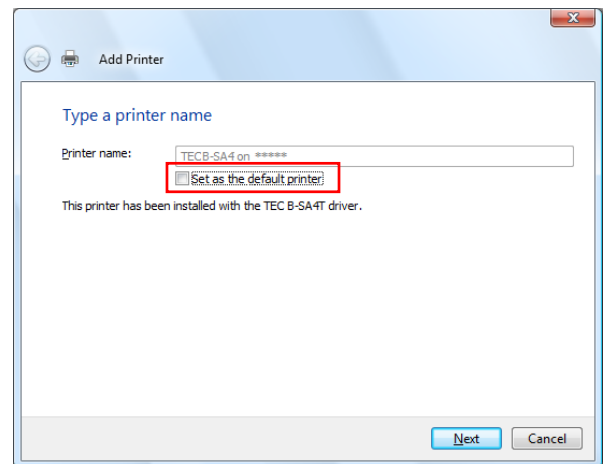 Add Printer
Type a printer name
Printer name:
TECB-SA4 on *****
Set as the default printer
This printer has been installed with the TEC B-SA4T driver.
Next Cancel